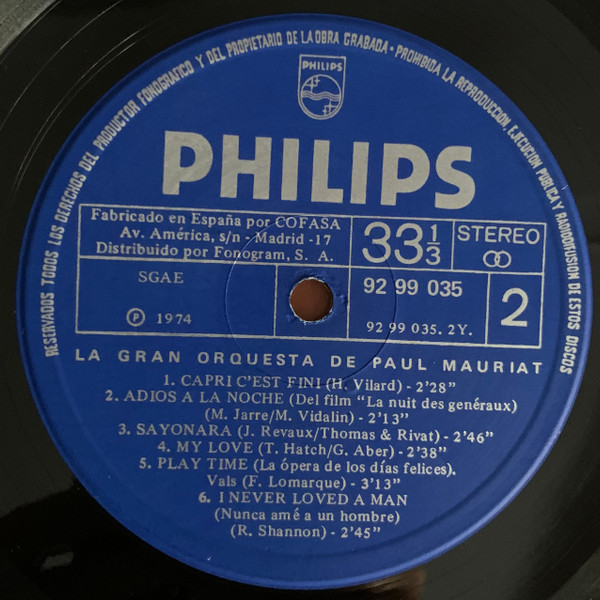 RESERVADOS TODOS LOS DERECHOS DEL PRODUCTOR FONOGRAFICO Y DEL PROPIETARIO DE LA OBRA GRABADA • PROHIBIDA LA REPRODUCCION, EJECUCION PUBLICA Y RADIODIFUSION DE ESTOS DISCOS
PHILIPS
PHILIPS
Fabricado en España por COFASA
Av. América, s/n - Madrid -17
Distribuido por Fonogram, S. A.
33 1/3
STEREO
SGAE
℗ 1974
92 99 035
92 99 035. 2Y.
2
LA GRAN ORQUESTA DE PAUL MAURIAT
1. CAPRI C'EST FINI (H. Vilard) - 2'28"
2. ADIOS A LA NOCHE (Del film "La nuit des genéraux)
(M. Jarre/M. Vidalin) - 2'13"
3. SAYONARA (J. Revaux/Thomas & Rivat) - 2'46"
4. MY LOVE (T. Hatch/G. Aber) - 2'38"
5. PLAY TIME (La ópera de los días felices).
Vals (F. Lomarque) - 3'13"
6. I NEVER LOVED A MAN
(Nunca amé a un hombre)
(R. Shannon) - 2'45"